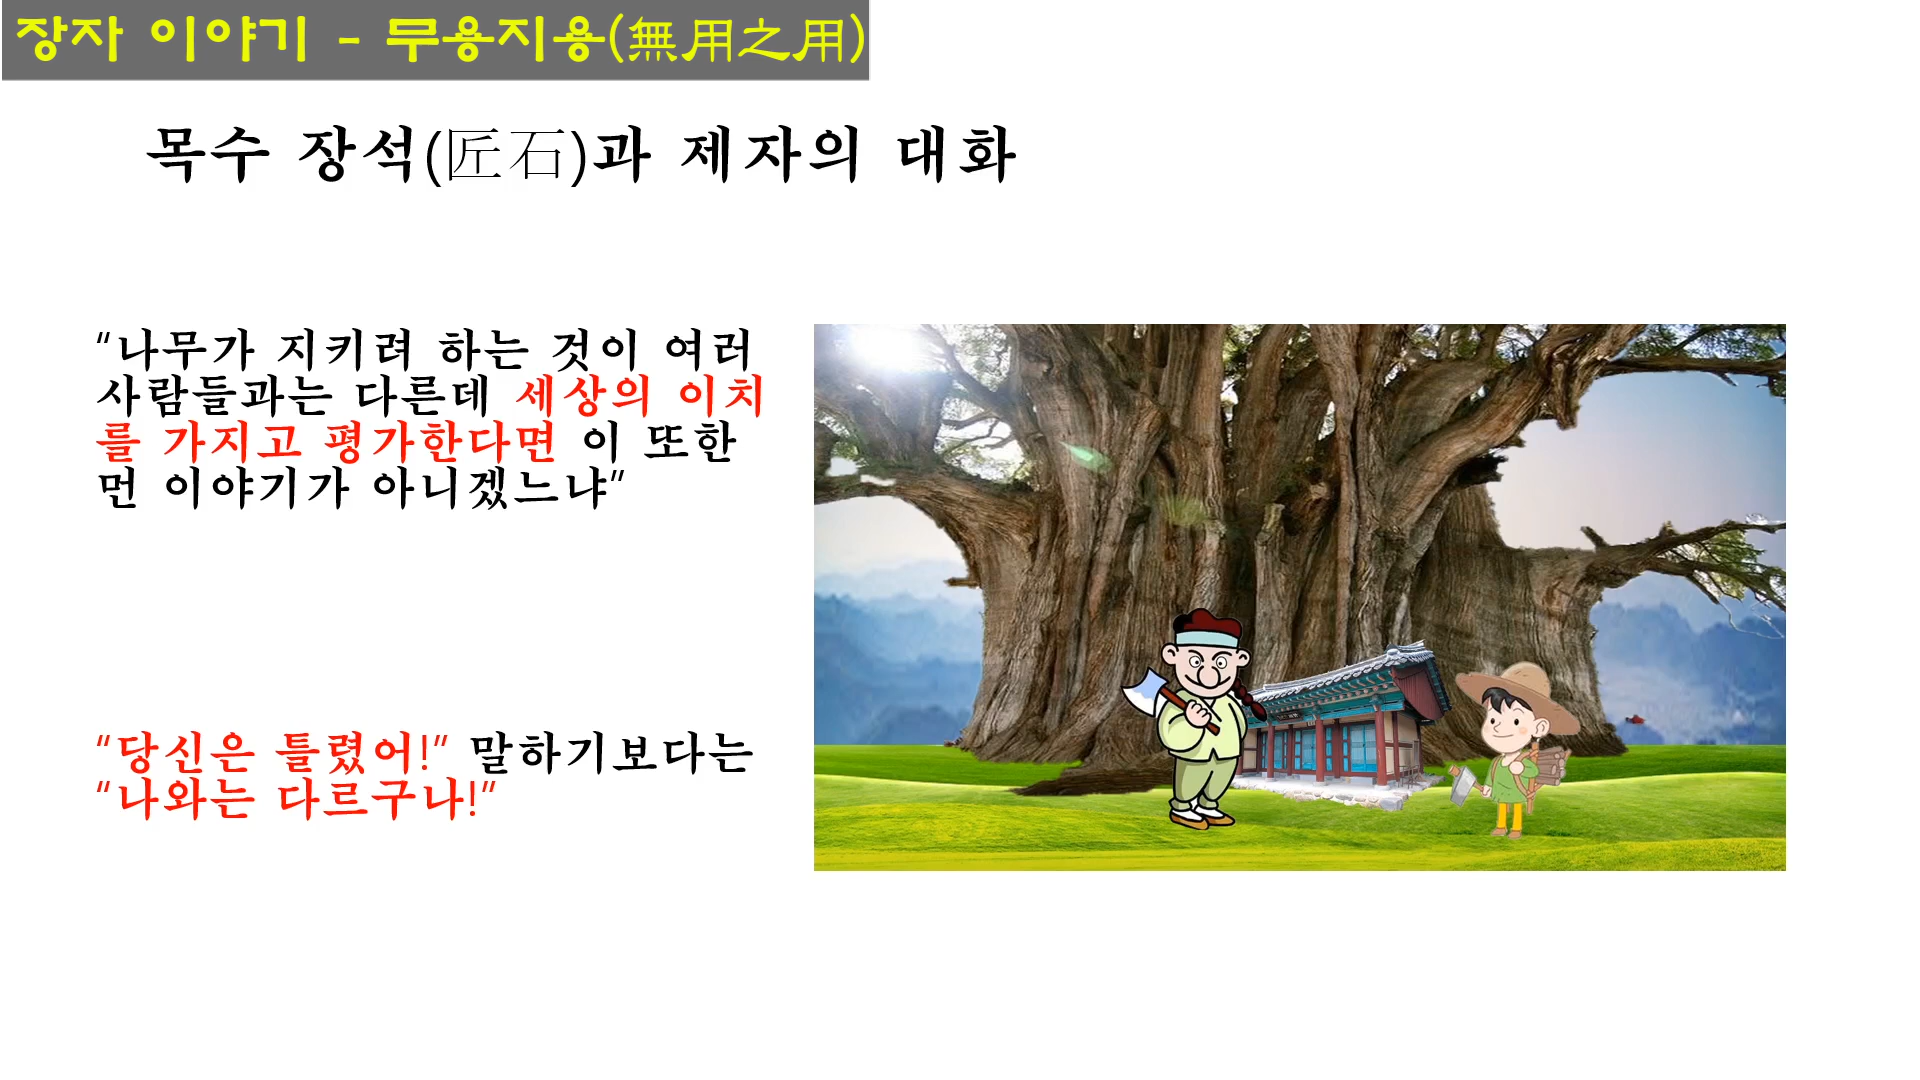 장자 이야기 - 무용지용(無用之用)
목수 장석(匠石)과 제자의 대화
“나무가 지키려 하는 것이 여러
사람들과는 다른데 세상의 이치
를 가지고 평가한다면 이 또한
먼 이야기가 아니겠느냐”
“당신은 틀렸어!” 말하기보다는
“나와는 다르구나!”